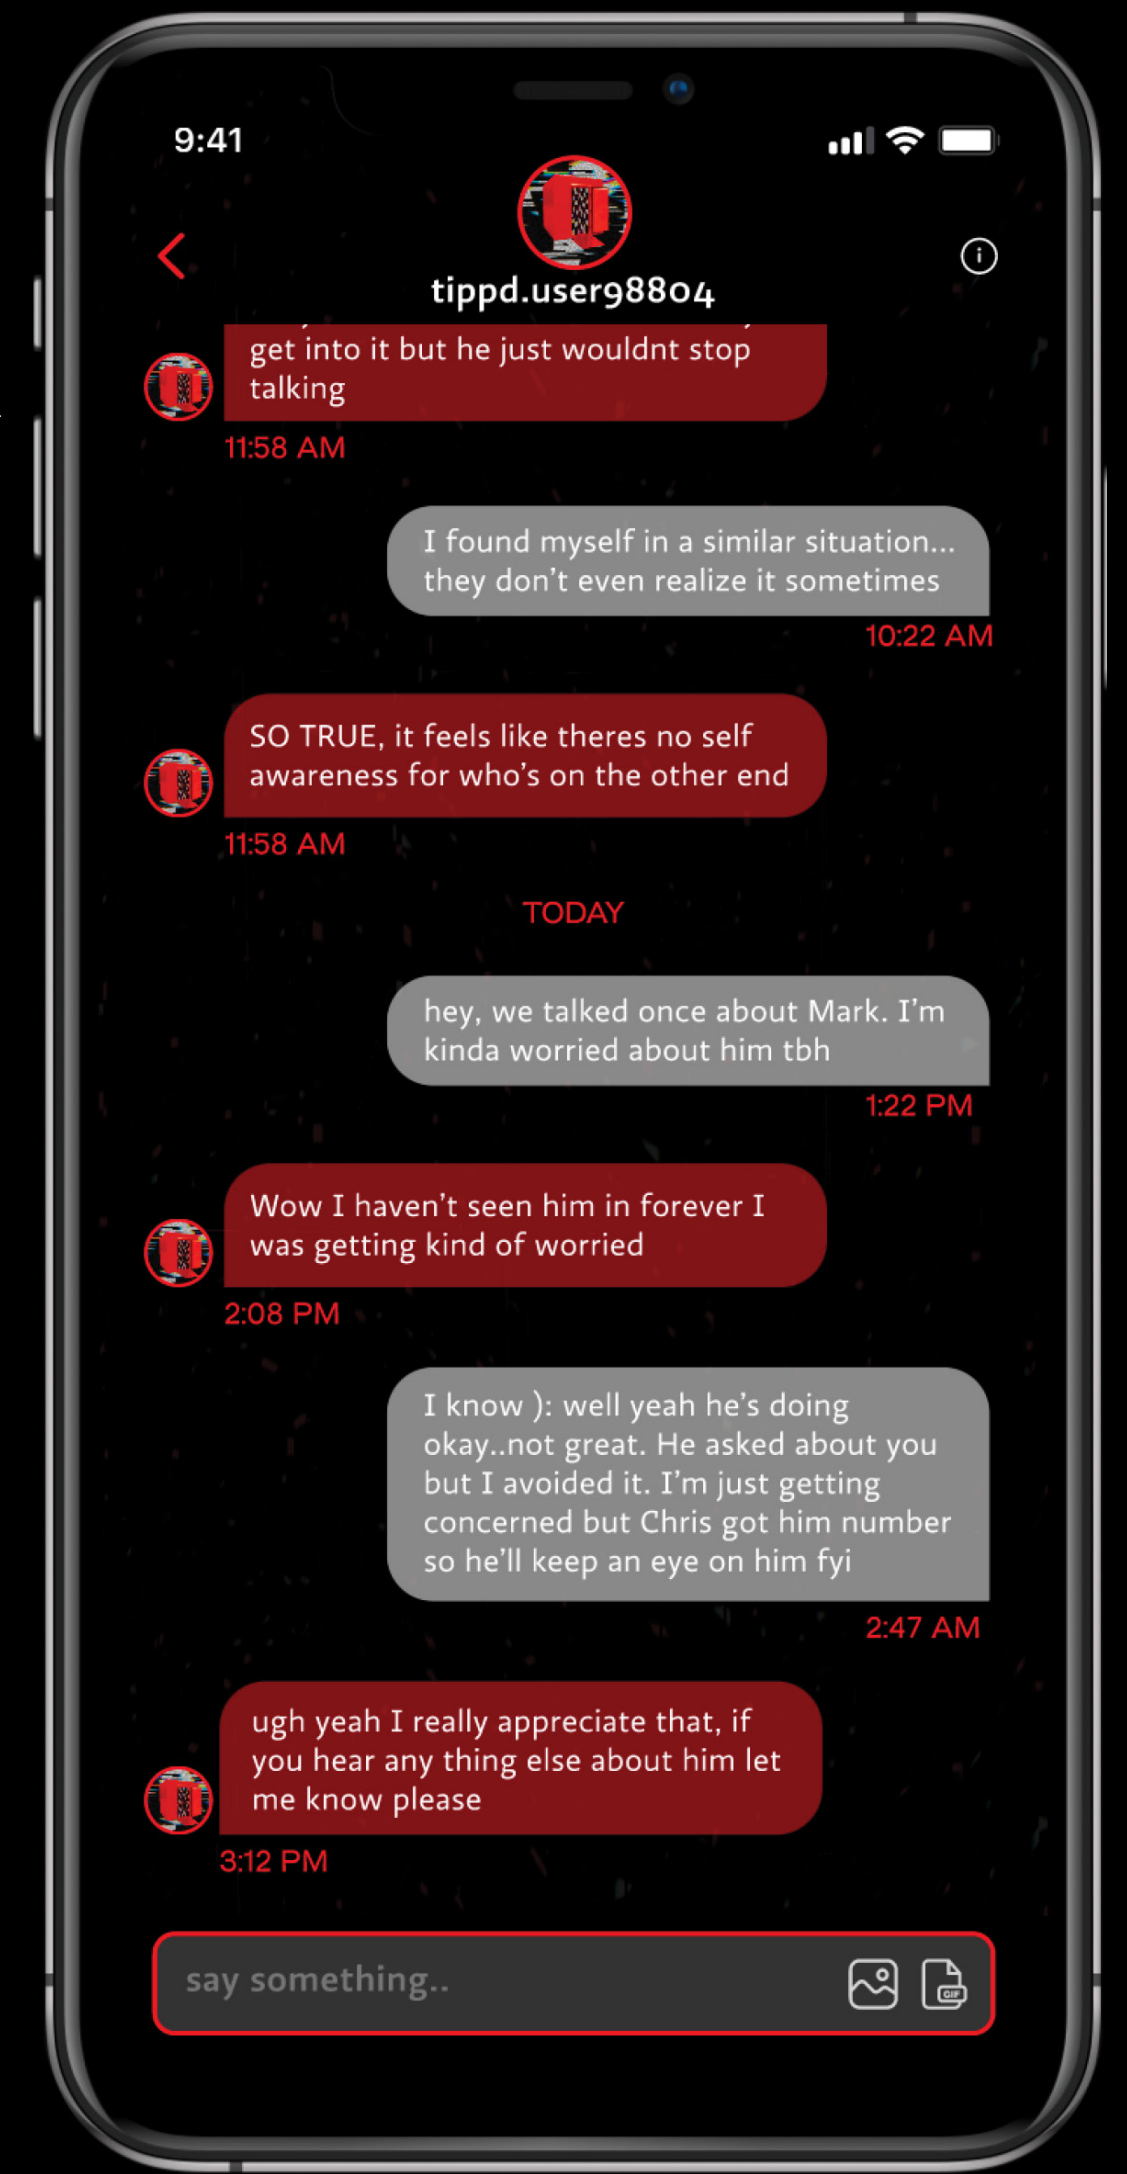 9:41
tippd.user98804
get into it but he just wouldnt stop
talking
11:58 AM
I found myself in a similar situation...
they don't even realize it sometimes
10:22 AM
SO TRUE, it feels like theres no self
awareness for who's on the other end
11:58 AM
TODAY
hey, we talked once about Mark. I'm
kinda worried about him tbh
1:22 PM
Wow I haven't seen him in forever I
was getting kind of worried
2:08 PM
I know ): well yeah he's doing
okay..not great. He asked about you
but I avoided it. I'm just getting
concerned but Chris got him number
so he'll keep an eye on him fyi
2:47 AM
ugh yeah I really appreciate that, if
you hear any thing else about him let
me know please
3:12 PM
say something..
GIF